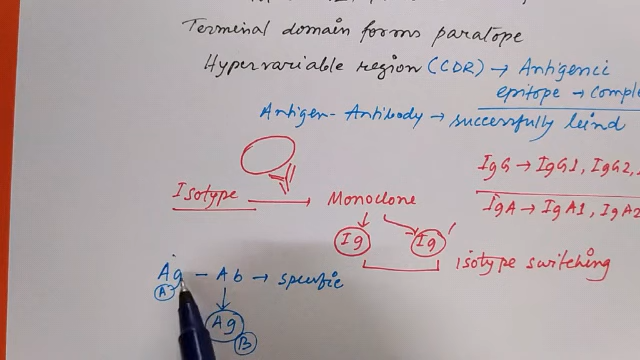 Terminal domain forms paratope
Hypervariable region (CDR) → Antigenci
epitope → Comple
Antigen-Antibody → successfully bind
Isotype → Monoclone
Ig Ig'
isotype switching
IgG → IgG1, IgG2,
IgA → IgA1, IgA2
Ag - Ab → specific
A
Ag
B